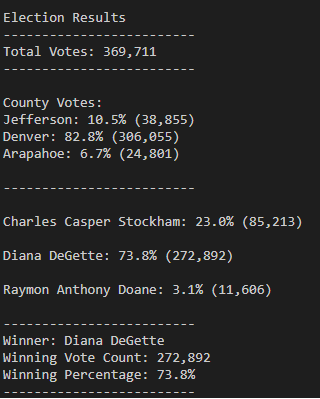 Election Results
-------------------------
Total Votes: 369,711
-------------------------
County Votes:
Jefferson: 10.5% (38,855)
Denver: 82.8% (306,055)
Arapahoe: 6.7% (24,801)
-------------------------
Charles Casper Stockham: 23.0% (85,213)
Diana DeGette: 73.8% (272,892)
Raymon Anthony Doane: 3.1% (11,606)
-------------------------
Winner: Diana DeGette
Winning Vote Count: 272,892
Winning Percentage: 73.8%
-------------------------